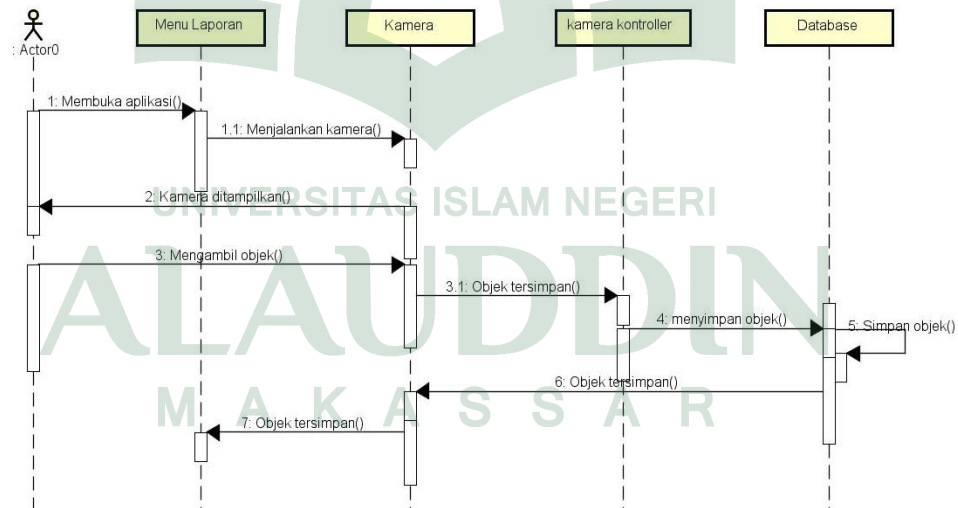 : Actor0
Menu Laporan
Kamera
kamera kontroller
Database
1: Membuka aplikasi()
1.1: Menjalankan kamera()
2: Kamera ditampilkan()
UNIVERSITAS ISLAM NEGERI
3: Mengambil objek()
ALAUDDIN
3.1: Objek tersimpan()
4: menyimpan objek()
5: Simpan objek()
6: Objek tersimpan()
MAKASSAR
7: Objek tersimpan()